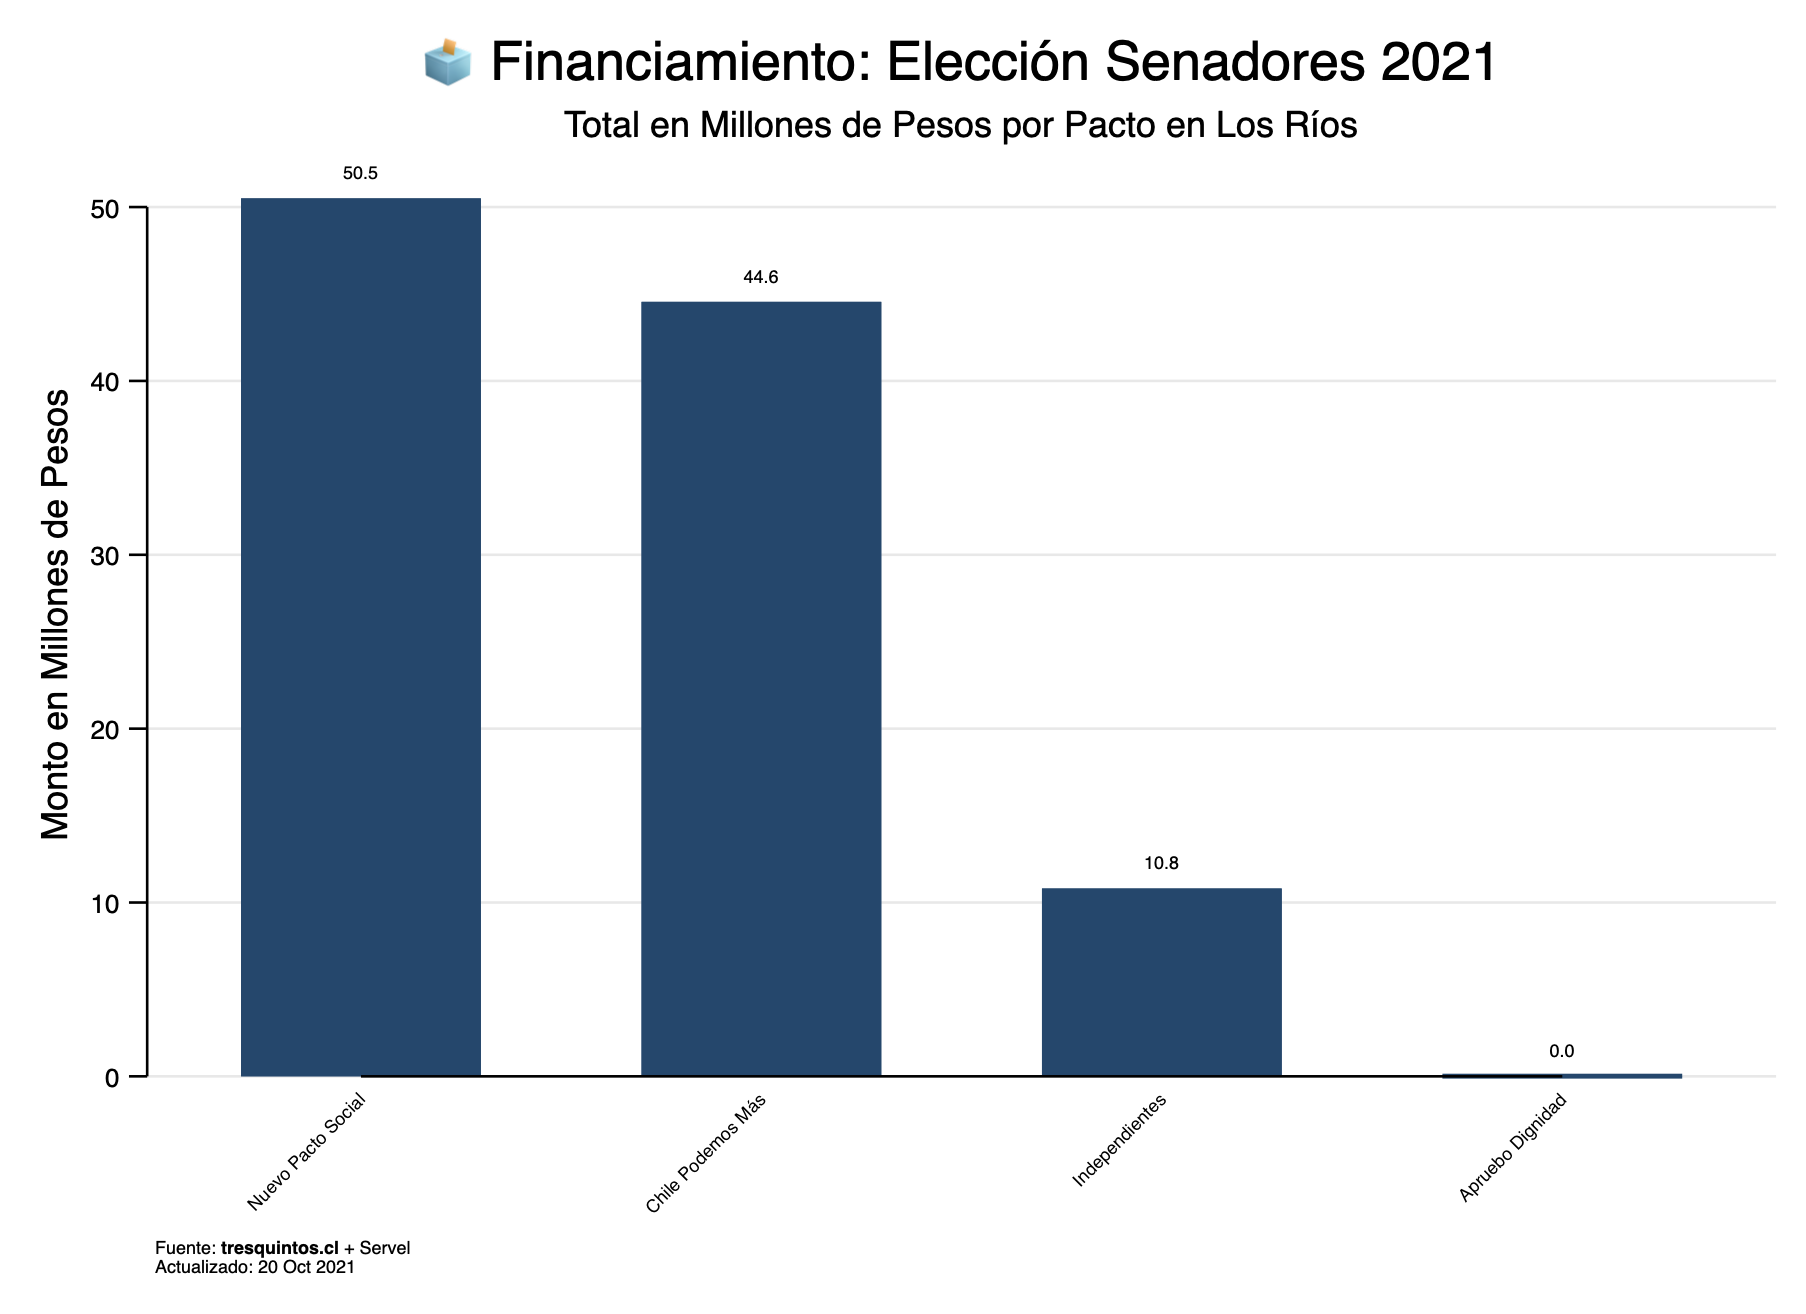 Financiamiento: Elección Senadores 2021
Total en Millones de Pesos por Pacto en Los Ríos
Monto en Millones de Pesos
50
40
30
20
10
0
50.5
44.6
10.8
0.0
Nuevo Pacto Social
Chile Podemos Más
Independientes
Apruebo Dignidad
Fuente: tresquintos.cl + Servel
Actualizado: 20 Oct 2021